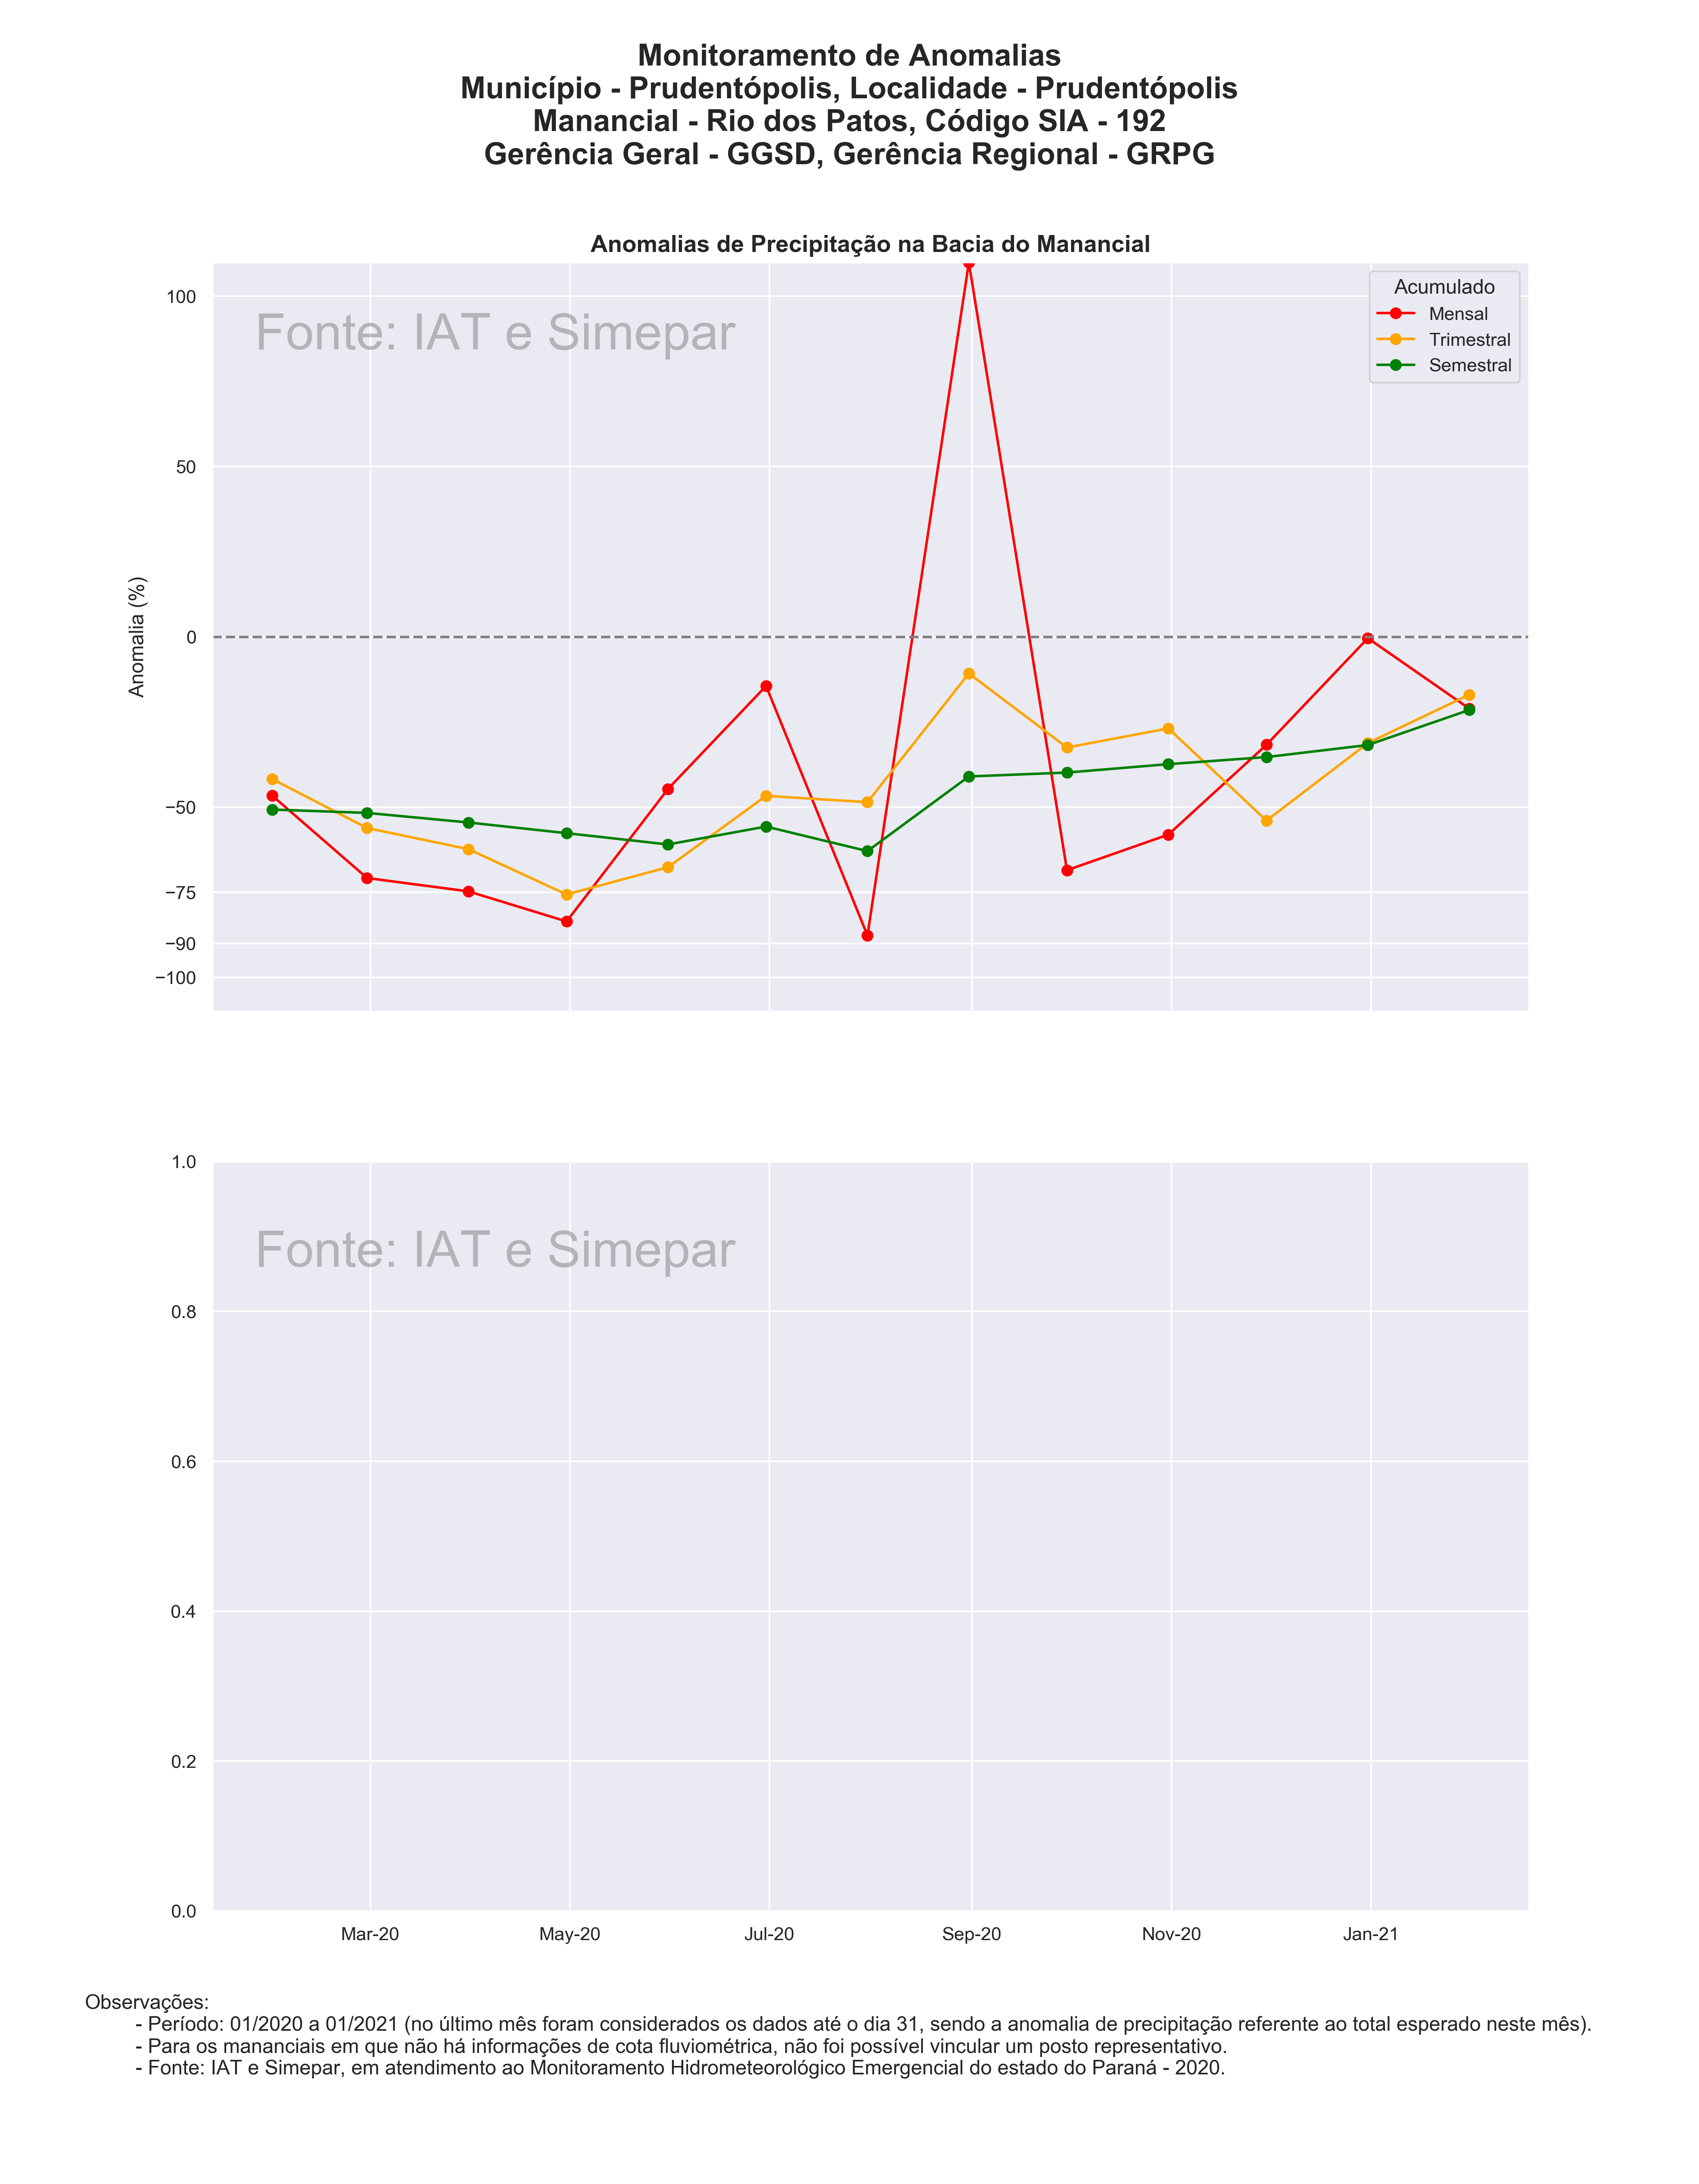 Monitoramento de Anomalias
Município - Prudentópolis, Localidade - Prudentópolis
Manancial - Rio dos Patos, Código SIA - 192
Gerência Geral - GGSD, Gerência Regional - GRPG
Anomalias de Precipitação na Bacia do Manancial
Fonte: IAT e Simepar
Acumulado
Mensal
Trimestral
Semestral
Anomalia (%)
100
50
0
−50
−75
−90
−100
Fonte: IAT e Simepar
1.0
0.8
0.6
0.4
0.2
0.0
Mar-20 May-20 Jul-20 Sep-20 Nov-20 Jan-21
Observações:
- Período: 01/2020 a 01/2021 (no último mês foram considerados os dados até o dia 31, sendo a anomalia de precipitação referente ao total esperado neste mês).
- Para os mananciais em que não há informações de cota fluviométrica, não foi possível vincular um posto representativo.
- Fonte: IAT e Simepar, em atendimento ao Monitoramento Hidrometeorológico Emergencial do estado do Paraná - 2020.